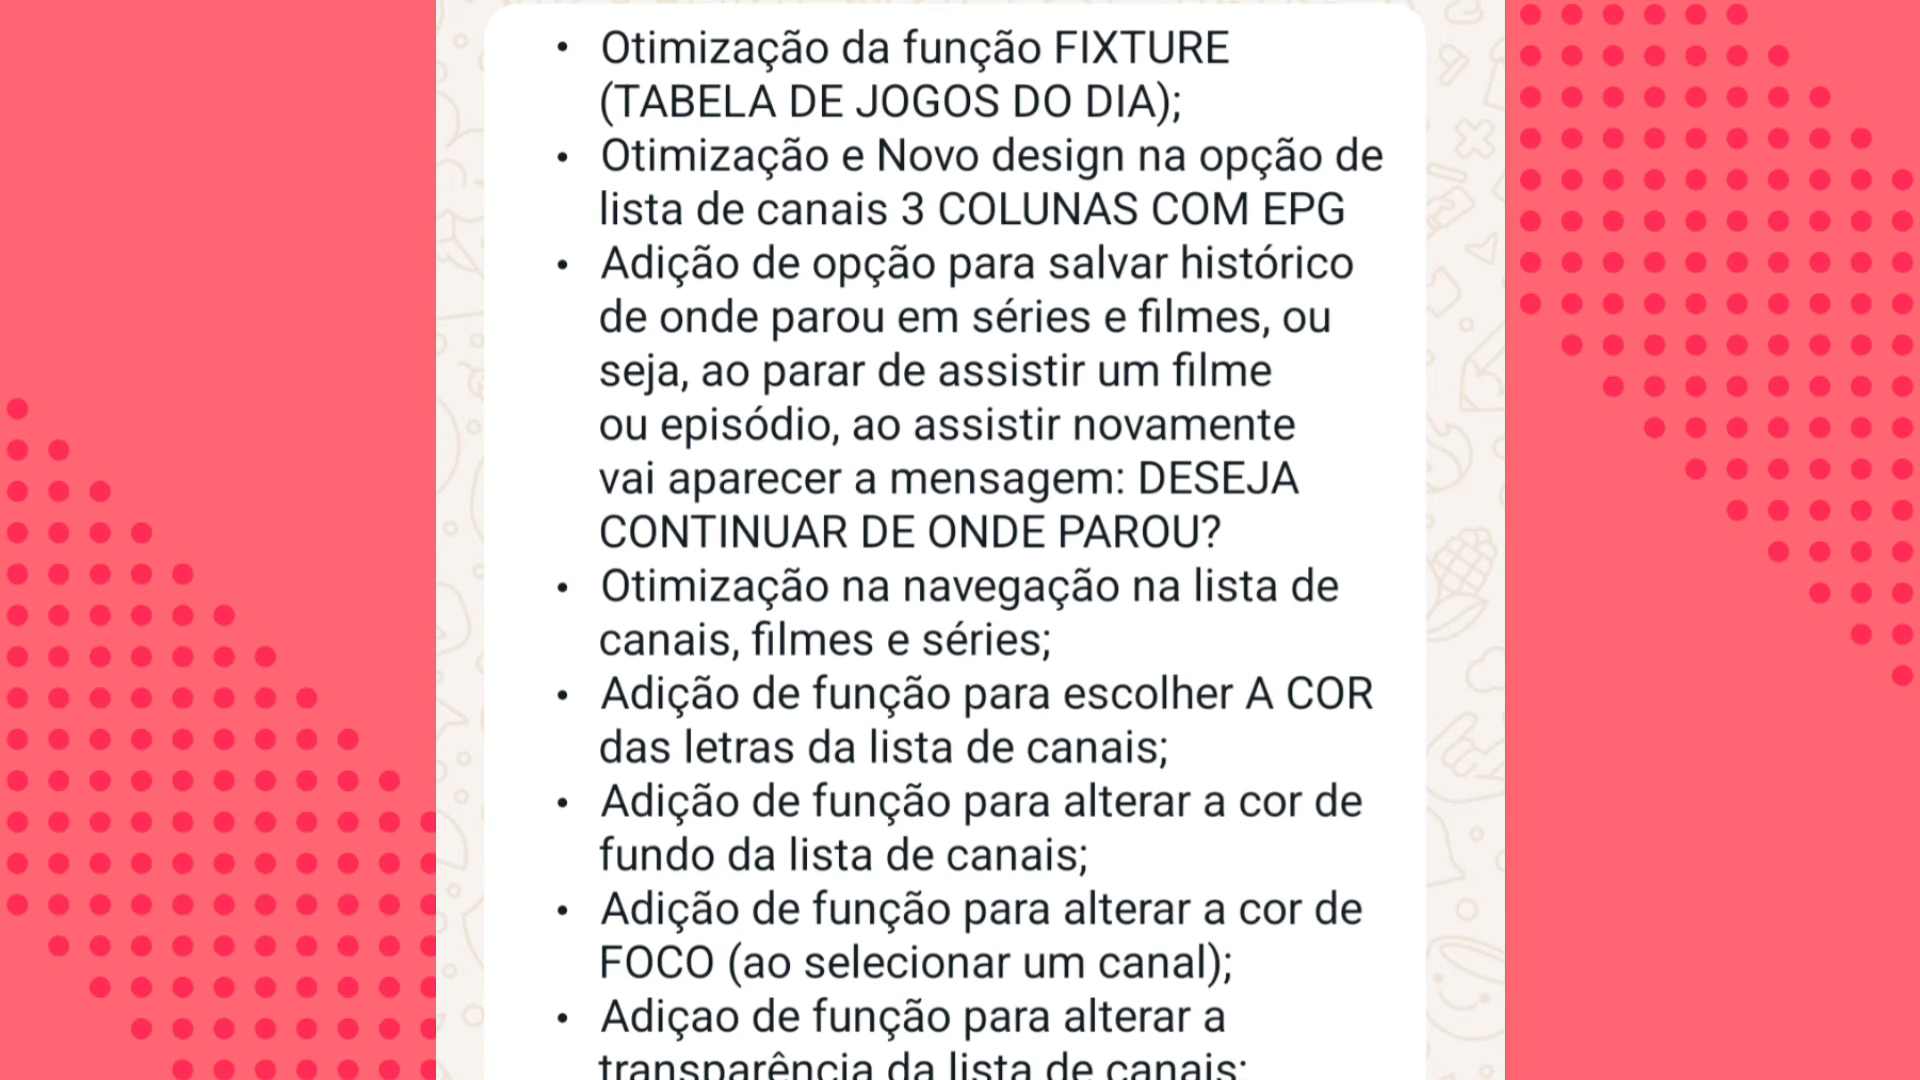 • Otimização da função FIXTURE
(TABELA DE JOGOS DO DIA);
• Otimização e Novo design na opção de
lista de canais 3 COLUNAS COM EPG
• Adição de opção para salvar histórico
de onde parou em séries e filmes, ou
seja, ao parar de assistir um filme
ou episódio, ao assistir novamente
vai aparecer a mensagem: DESEJA
CONTINUAR DE ONDE PAROU?
• Otimização na navegação na lista de
canais, filmes e séries;
• Adição de função para escolher A COR
das letras da lista de canais;
• Adição de função para alterar a cor de
fundo da lista de canais;
• Adição de função para alterar a cor de
FOCO (ao selecionar um canal);
• Adiçao de função para alterar a
transparência da lista de canais;